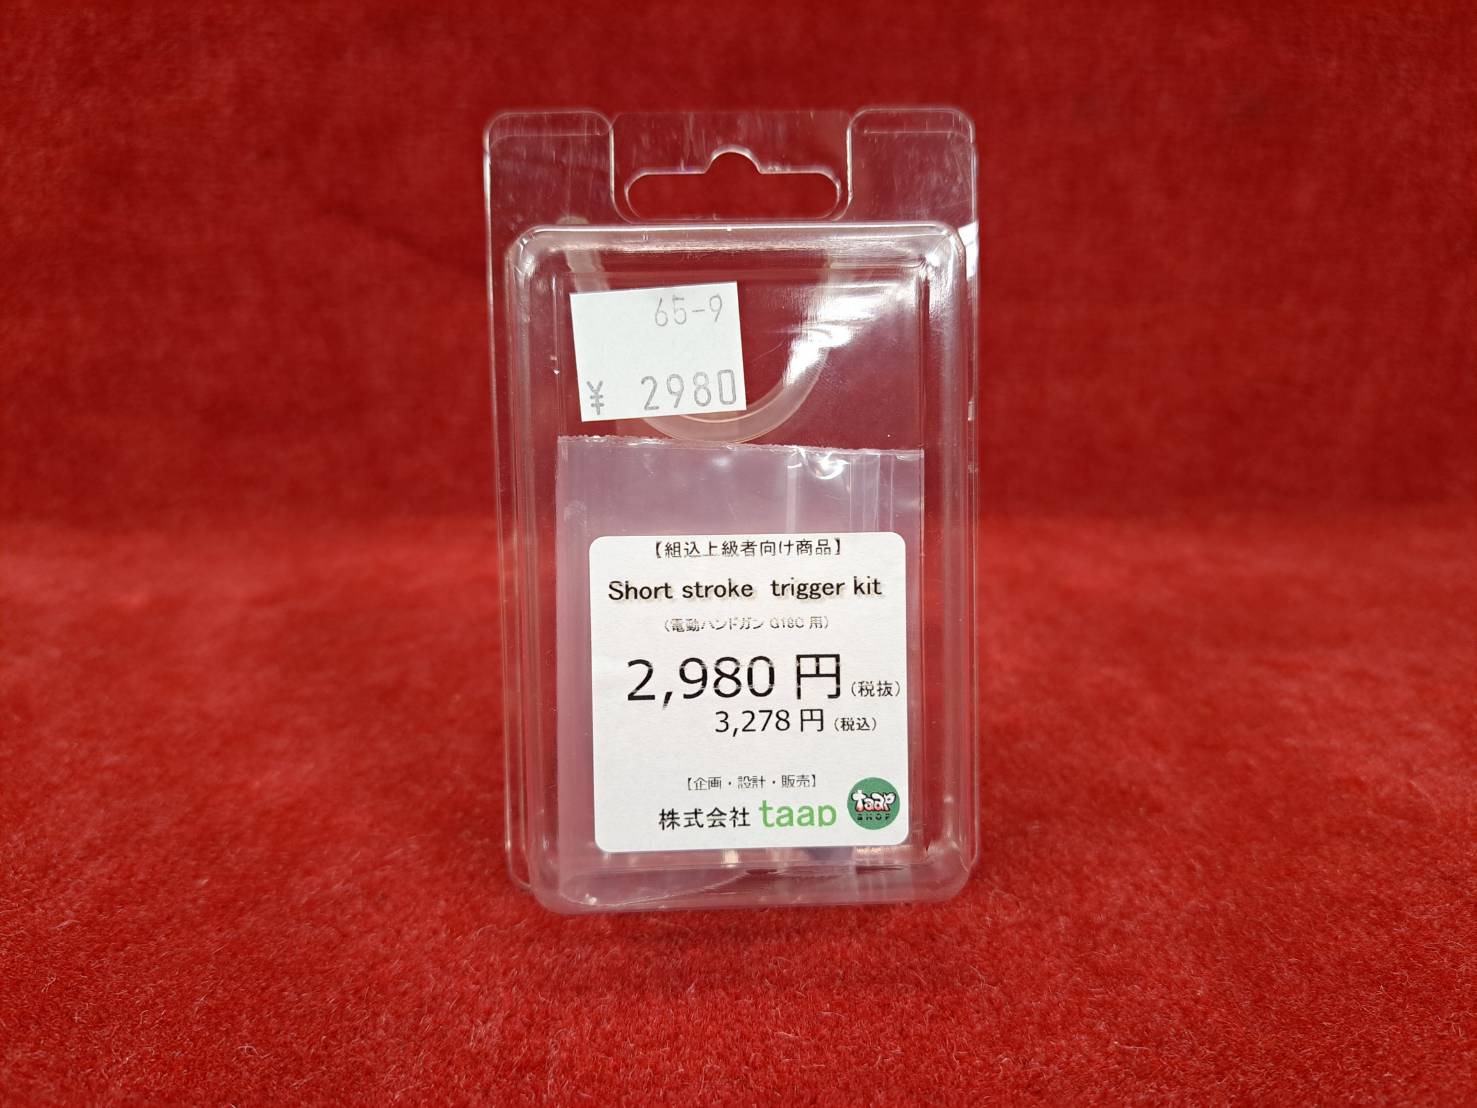 65-9
¥ 2980
【組込上級者向け商品】
Short stroke trigger kit
(電動ハンドガン G18C 用)
2,980 円 (税抜)
3,278 円 (税込)
【企画・設計・販売】
株式会社 taap
taap
SHOP